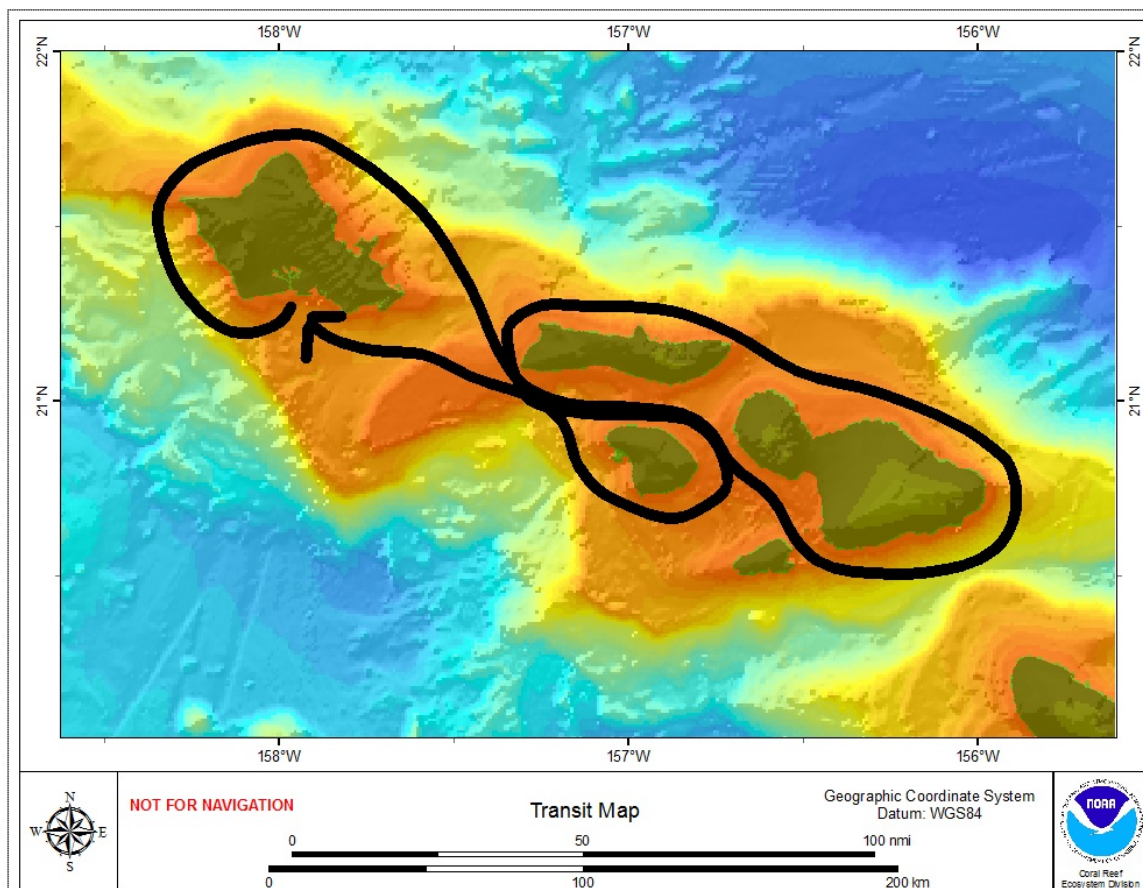 158°W 157°W 156°W
22°N 22°N
21°N 21°N
158°W 157°W 156°W
N
W E
S
NOT FOR NAVIGATION
Transit Map
Geographic Coordinate System
Datum: WGS84
0 50 100 nmi
0 100 200 km
NOAA
Coral Reef
Ecosystem Division